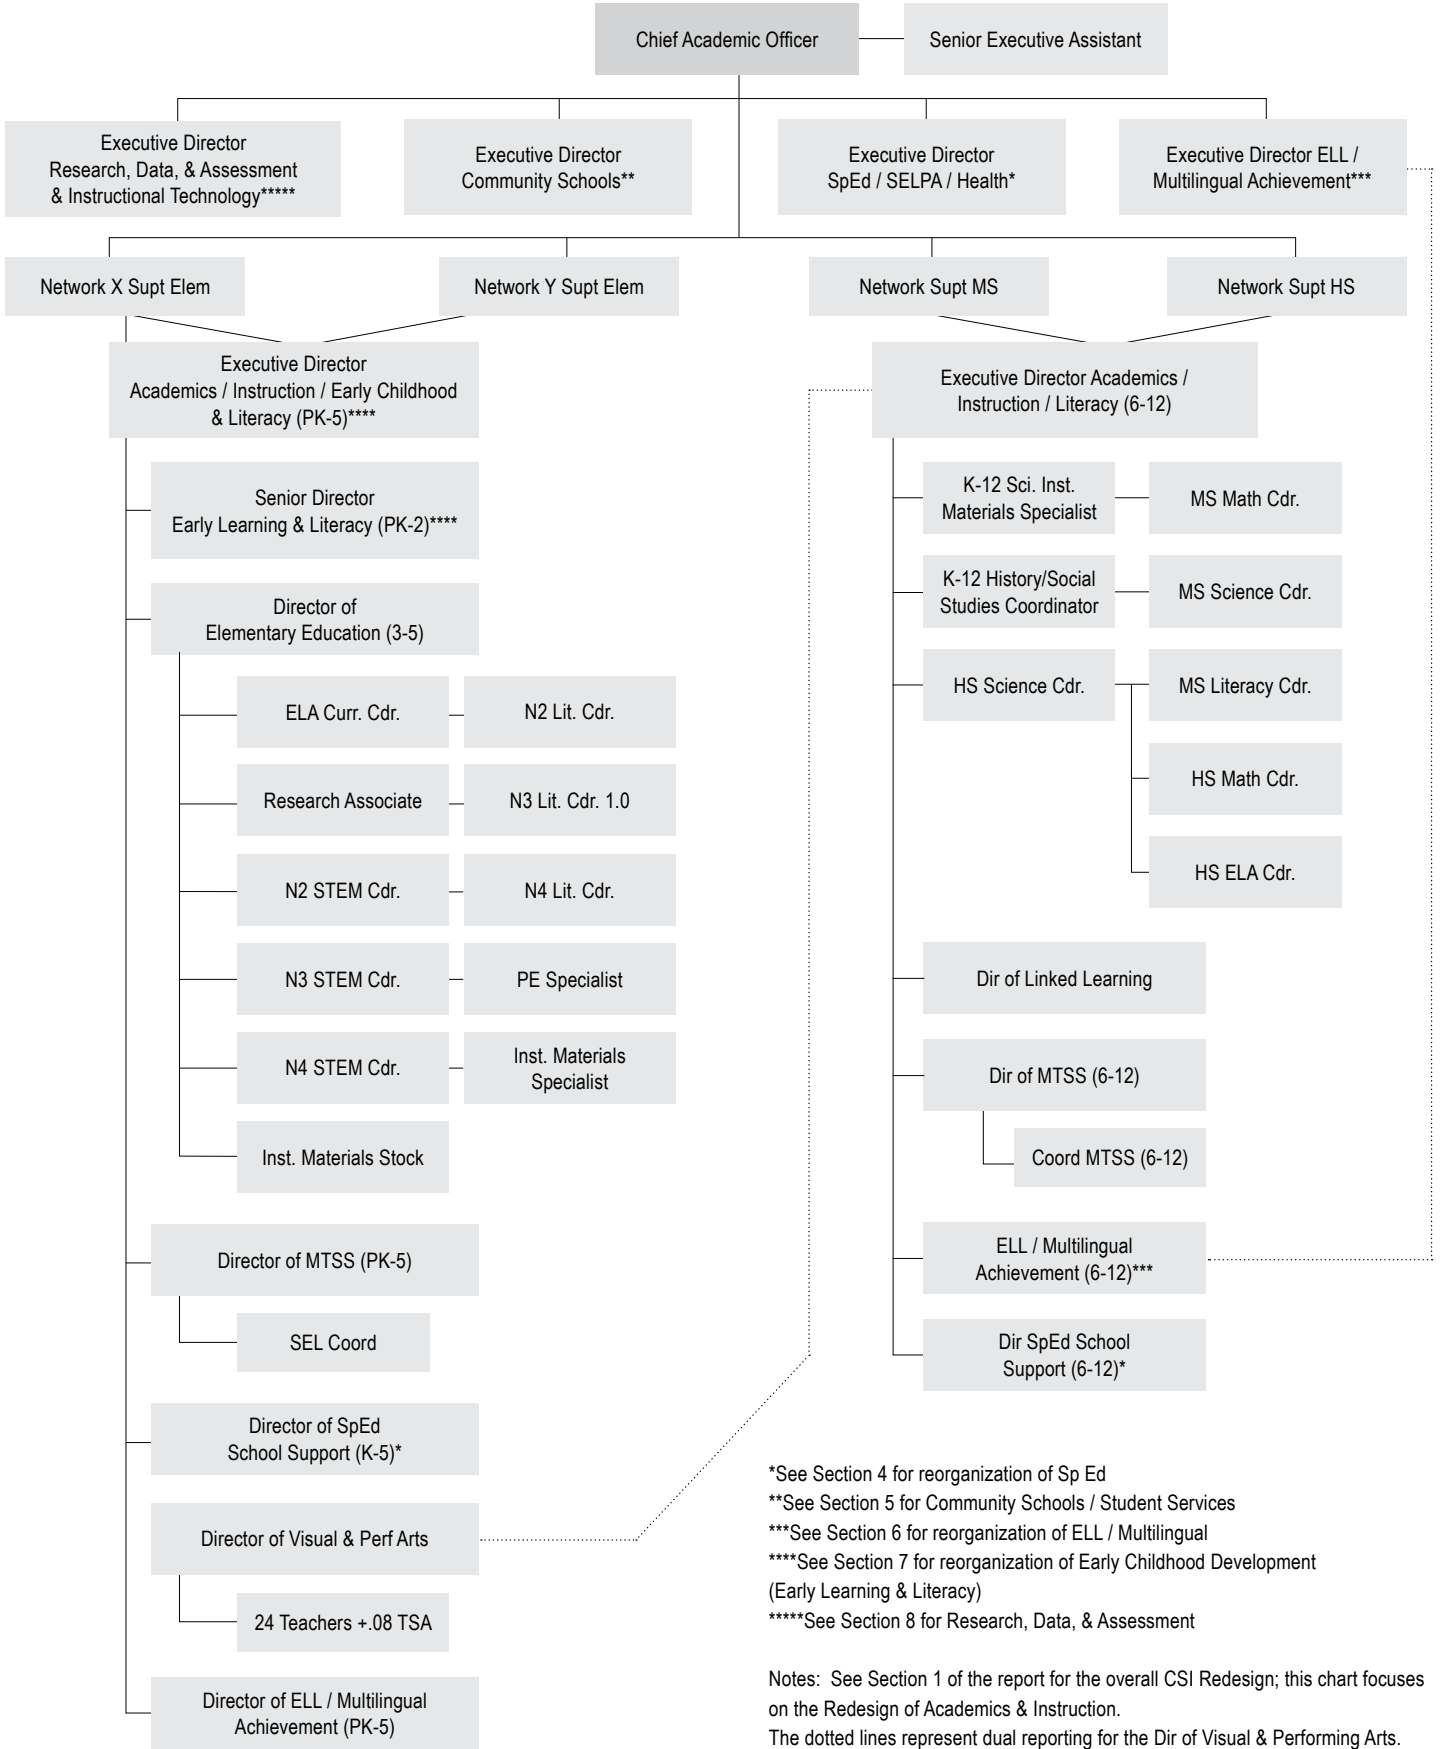 Chief Academic Officer
Senior Executive Assistant
Executive Director
Research, Data, & Assessment
& Instructional Technology*****
Executive Director
Community Schools**
Executive Director
SpEd / SELPA / Health*
Executive Director ELL /
Multilingual Achievement***
Network X Supt Elem
Network Y Supt Elem
Network Supt MS
Network Supt HS
Executive Director
Academics / Instruction / Early Childhood
& Literacy (PK-5)****
Senior Director
Early Learning & Literacy (PK-2)****
Director of
Elementary Education (3-5)
ELA Curr. Cdr.
N2 Lit. Cdr.
Research Associate
N3 Lit. Cdr. 1.0
N2 STEM Cdr.
N4 Lit. Cdr.
N3 STEM Cdr.
PE Specialist
N4 STEM Cdr.
Inst. Materials
Specialist
Inst. Materials Stock
Director of MTSS (PK-5)
SEL Coord
Director of SpEd
School Support (K-5)*
Director of Visual & Perf Arts
24 Teachers +.08 TSA
Director of ELL / Multilingual
Achievement (PK-5)
Executive Director Academics /
Instruction / Literacy (6-12)
K-12 Sci. Inst.
Materials Specialist
MS Math Cdr.
K-12 History/Social
Studies Coordinator
MS Science Cdr.
HS Science Cdr.
MS Literacy Cdr.
HS Math Cdr.
HS ELA Cdr.
Dir of Linked Learning
Dir of MTSS (6-12)
Coord MTSS (6-12)
ELL / Multilingual
Achievement (6-12)***
Dir SpEd School
Support (6-12)*
*See Section 4 for reorganization of Sp Ed
**See Section 5 for Community Schools / Student Services
***See Section 6 for reorganization of ELL / Multilingual
****See Section 7 for reorganization of Early Childhood Development
(Early Learning & Literacy)
*****See Section 8 for Research, Data, & Assessment
Notes: See Section 1 of the report for the overall CSI Redesign; this chart focuses
on the Redesign of Academics & Instruction.
The dotted lines represent dual reporting for the Dir of Visual & Performing Arts.